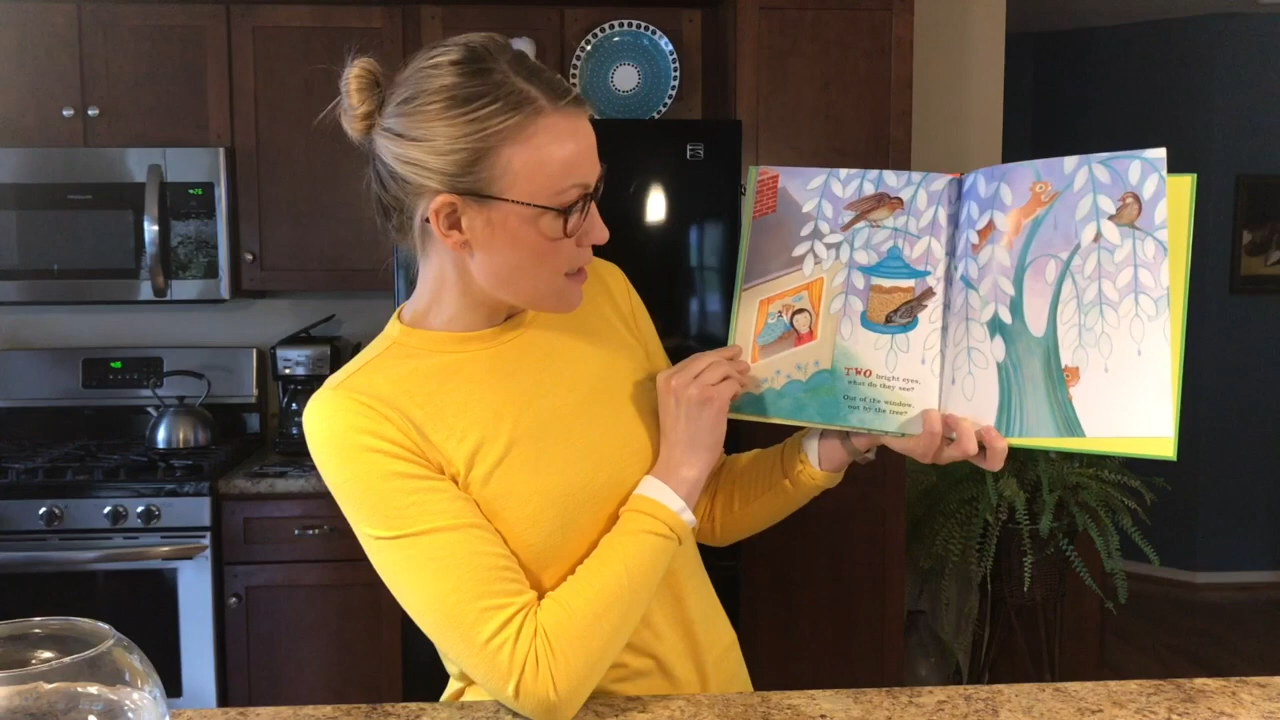 TWO bright eyes,
what do they see?
Out of the window,
out by the tree?